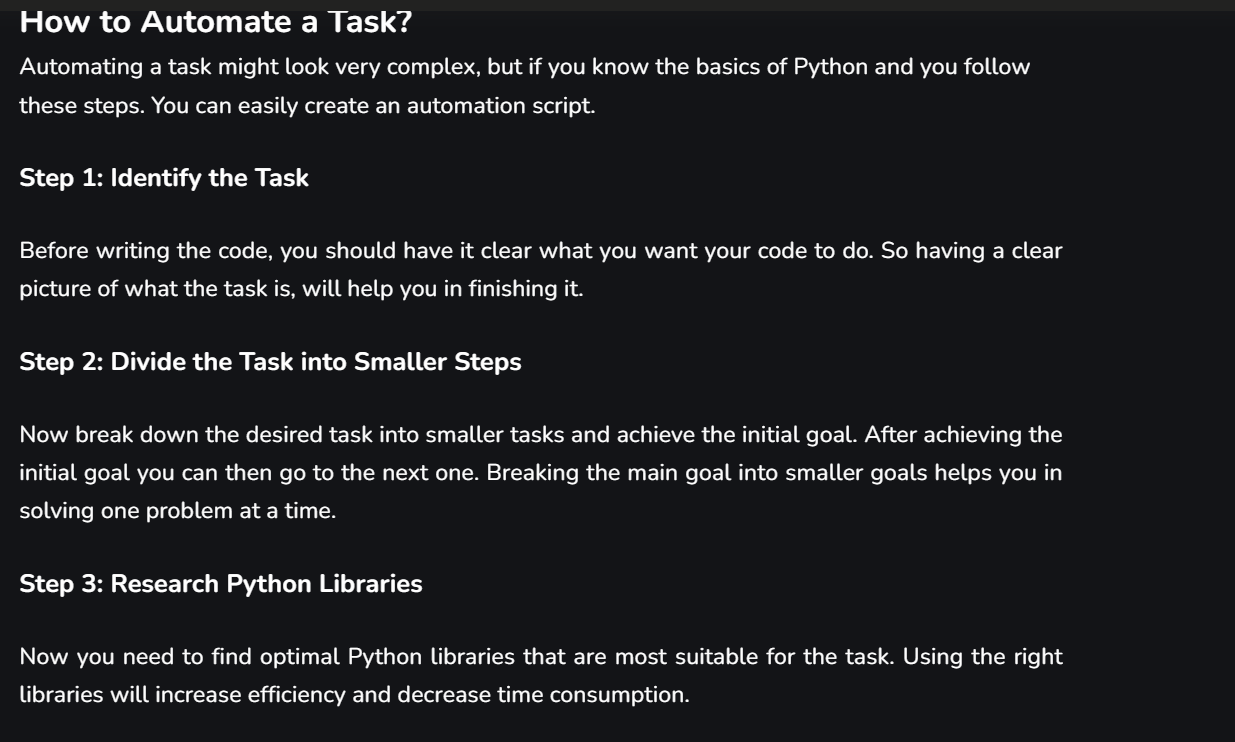 How to Automate a Task?
Automating a task might look very complex, but if you know the basics of Python and you follow
these steps. You can easily create an automation script.
Step 1: Identify the Task
Before writing the code, you should have it clear what you want your code to do. So having a clear
picture of what the task is, will help you in finishing it.
Step 2: Divide the Task into Smaller Steps
Now break down the desired task into smaller tasks and achieve the initial goal. After achieving the
initial goal you can then go to the next one. Breaking the main goal into smaller goals helps you in
solving one problem at a time.
Step 3: Research Python Libraries
Now you need to find optimal Python libraries that are most suitable for the task. Using the right
libraries will increase efficiency and decrease time consumption.